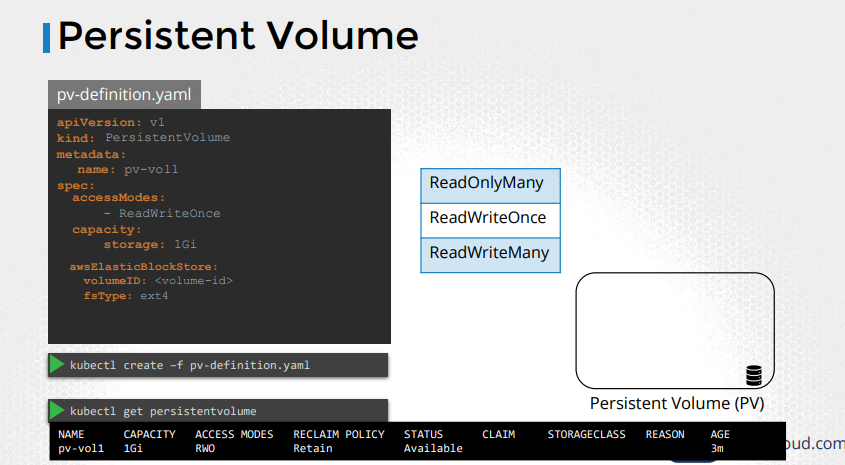 Persistent Volume
pv-definition.yaml
apiVersion: v1
kind: PersistentVolume
metadata:
name: pv-vol1
spec:
accessModes:
- ReadWriteOnce
capacity:
storage: 1Gi
awsElasticBlockStore:
volumeID: <volume-id>
fsType: ext4
ReadOnlyMany
ReadWriteOnce
ReadWriteMany
Persistent Volume (PV)
kubectl create –f pv-definition.yaml
kubectl get persistentvolume
NAME CAPACITY ACCESS MODES RECLAIM POLICY STATUS CLAIM STORAGECLASS REASON AGE
pv-vol1 1Gi RWO Retain Available 3m
oud.com